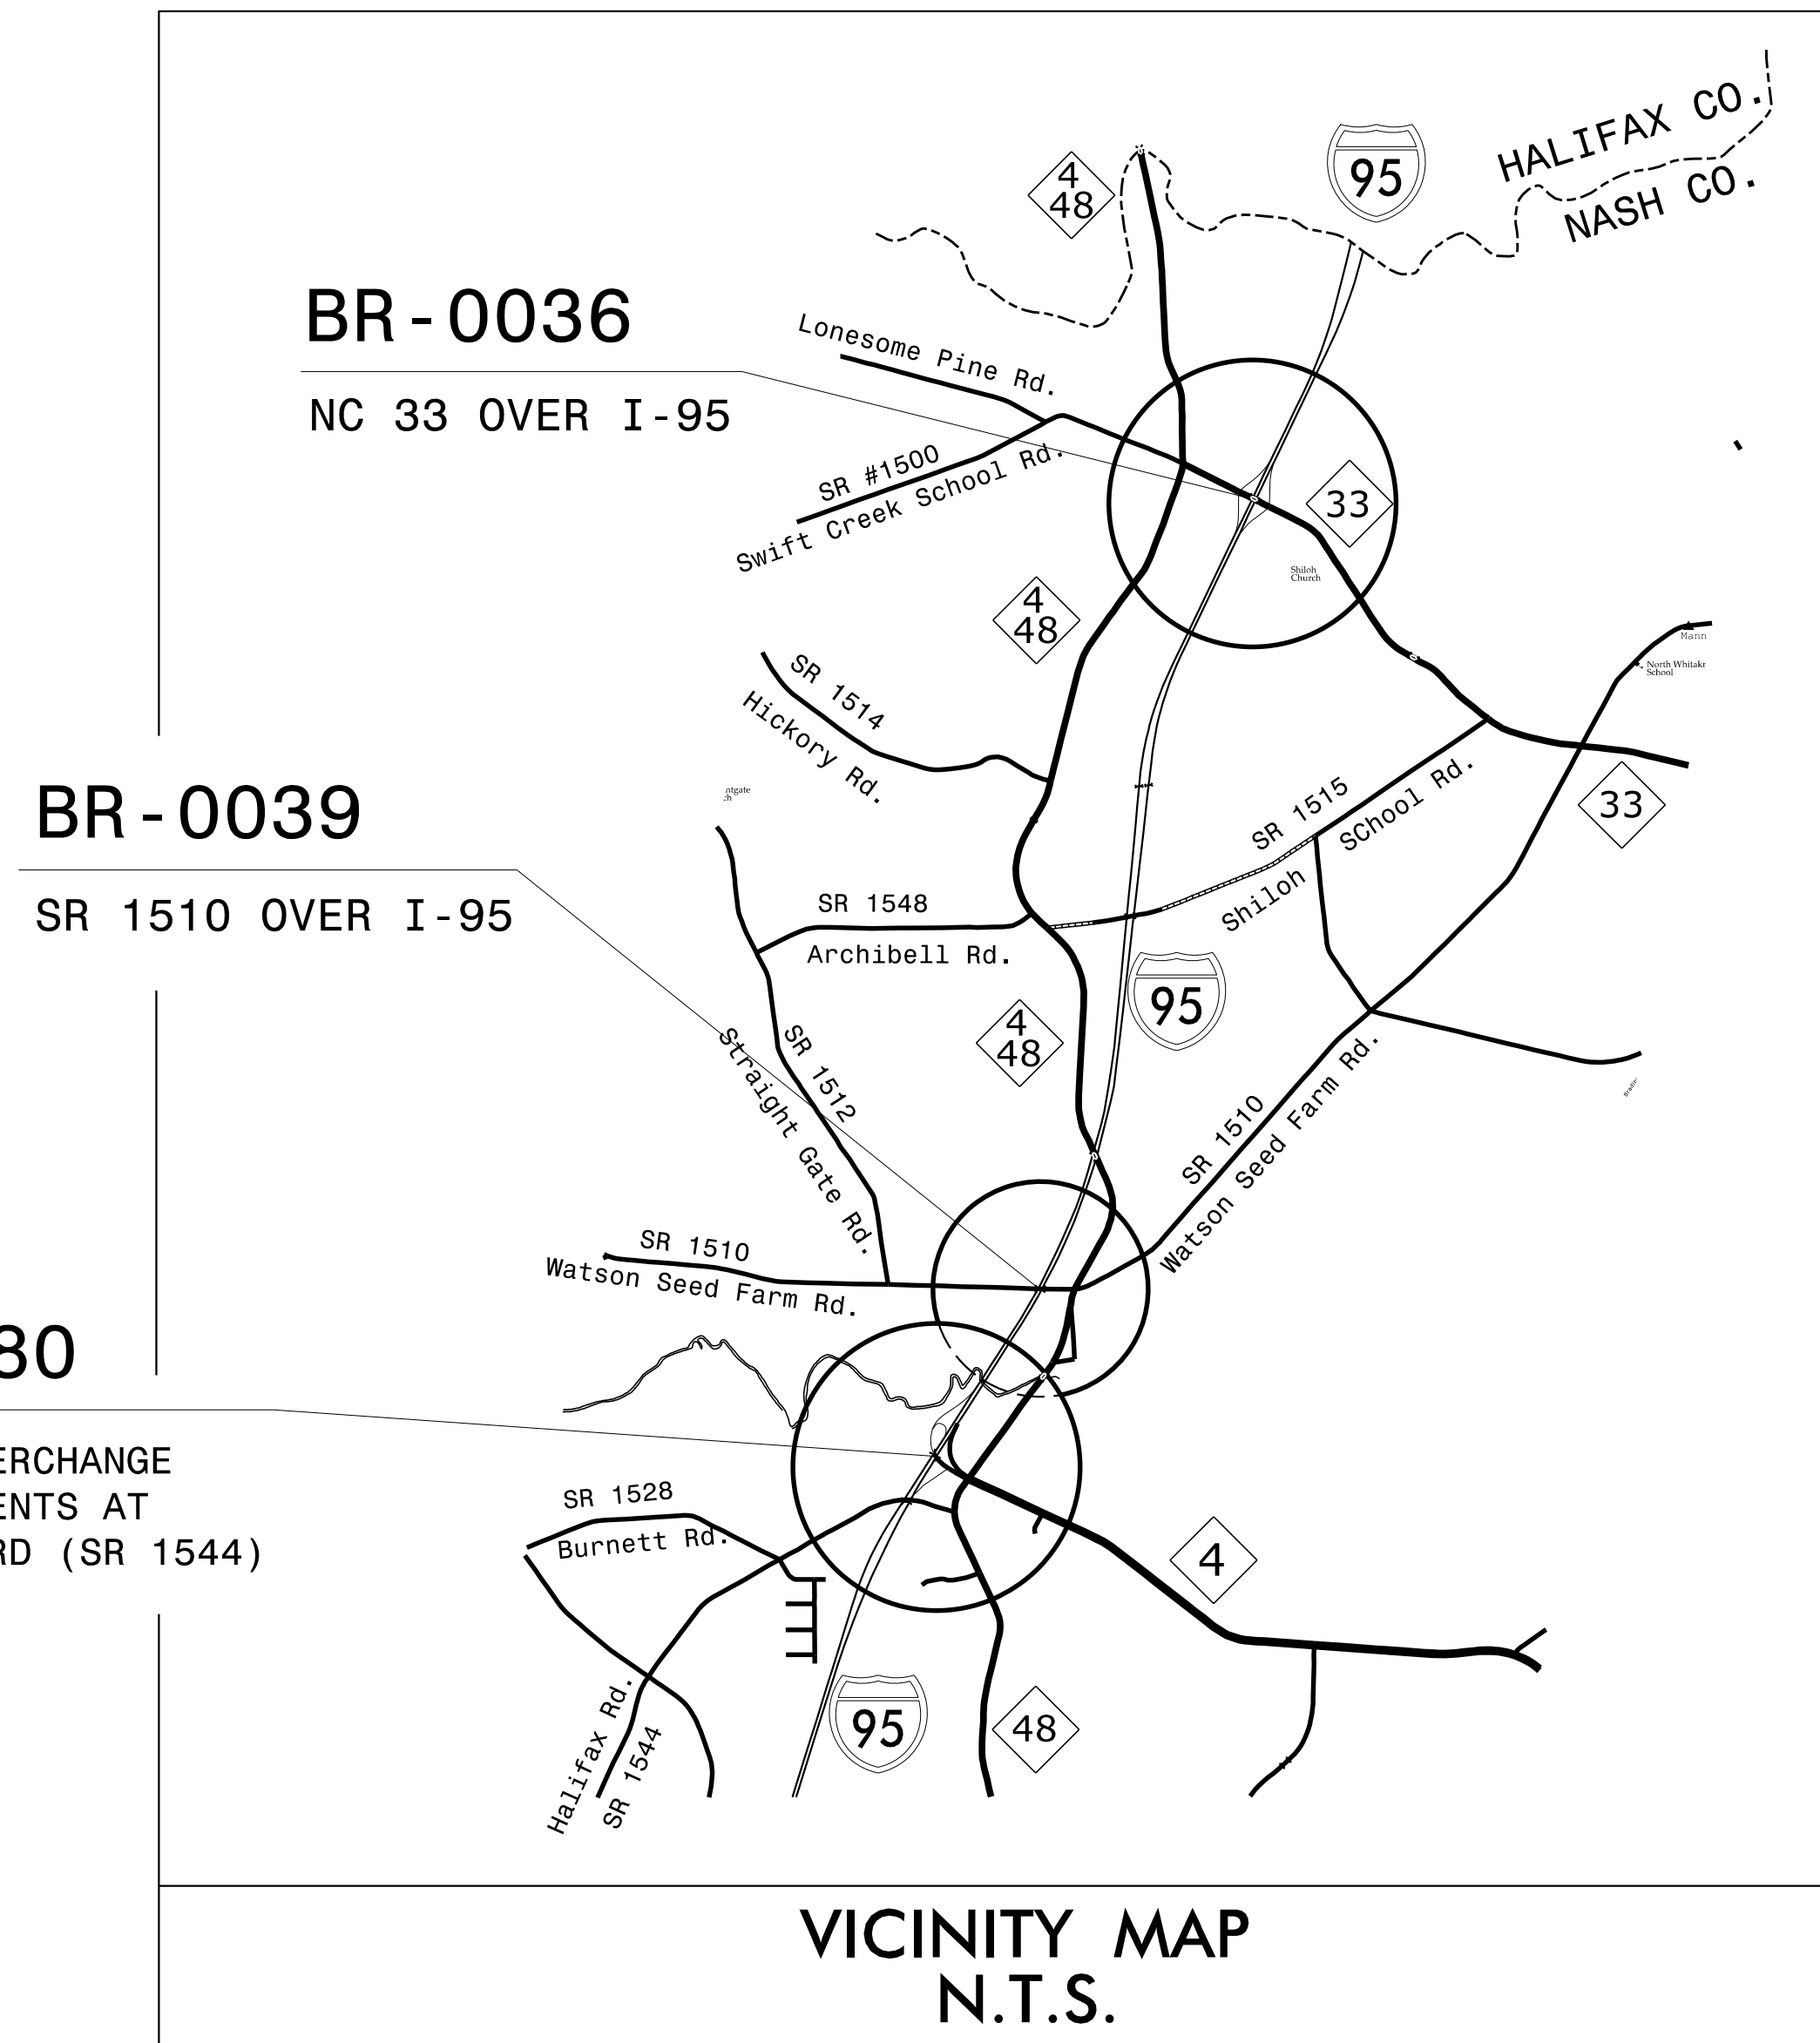 HALIFAX CO.
NASH CO.
4
48
95
BR-0036
NC 33 OVER I-95
Lonesome Pine Rd.
SR #1500
Swift Creek School Rd.
33
Shiloh
Church
4
48
Mann
North Whitakr
School
SR 1514
Hickory Rd.
33
BR-0039
SR 1510 OVER I-95
SR 1515
Shiloh SChool Rd.
SR 1548
Archibell Rd.
95
4
48
SR 1512
Straight Gate Rd.
SR 1510
Watson Seed Farm Rd.
SR 1510
Watson Seed Farm Rd.
80
ERCHANGE
ENTS AT
RD (SR 1544)
SR 1528
Burnett Rd.
4
Halifax Rd.
SR 1544
95
48
VICINITY MAP
N.T.S.